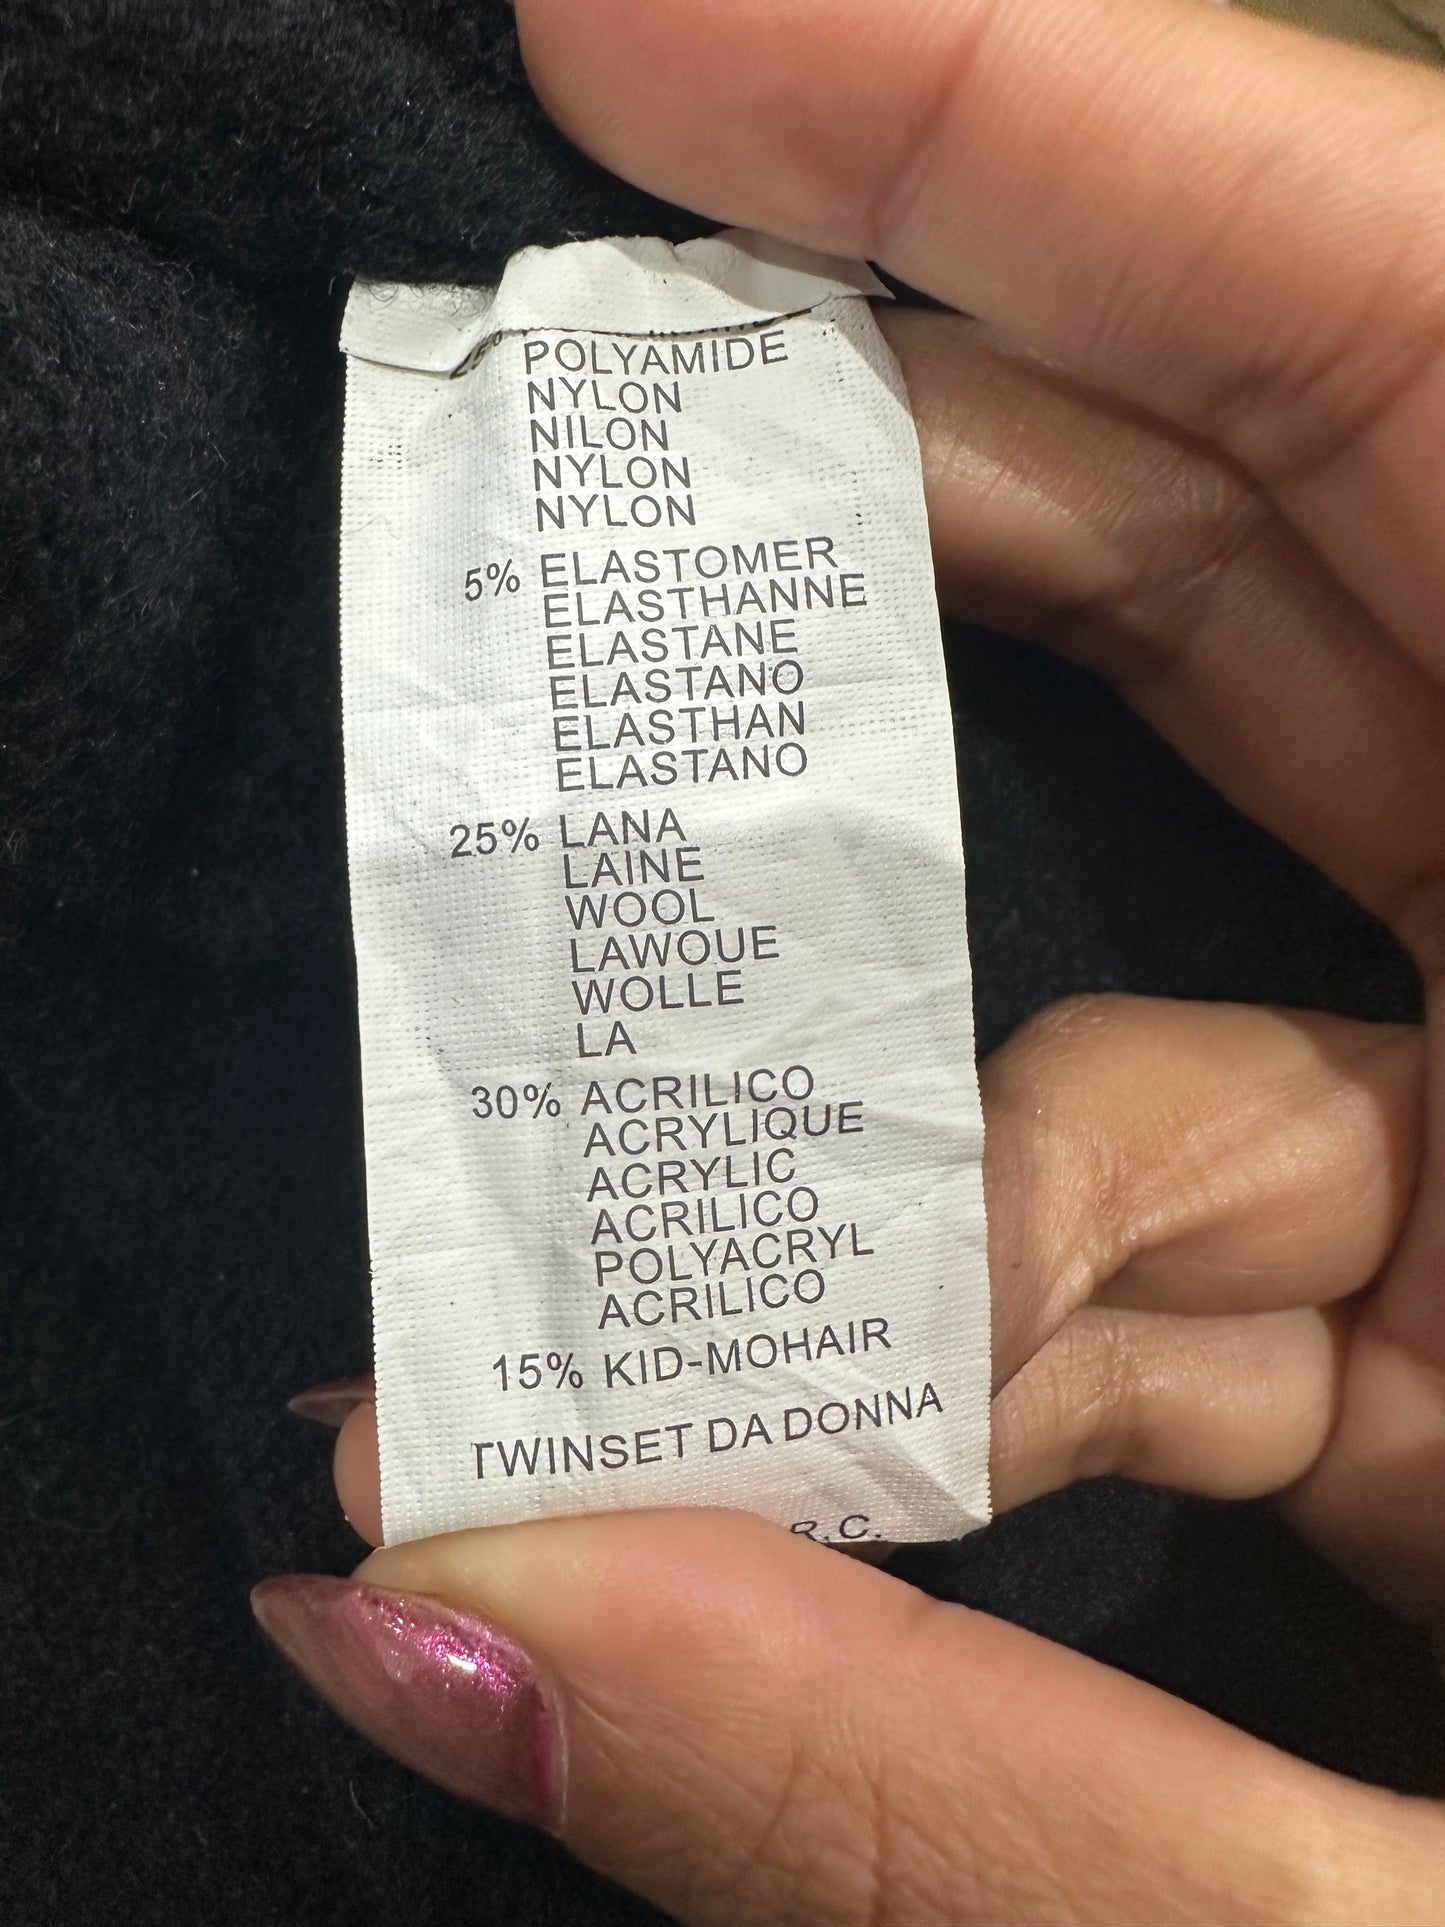 POLYAMIDE
NYLON
NILON
NYLON
NYLON
5% ELASTOMER
ELASTHANNE
ELASTANE
ELASTANO
ELASTHAN
ELASTANO
25% LANA
LAINE
WOOL
LAWOUE
WOLLE
LA
30% ACRILICO
ACRYLIQUE
ACRYLIC
ACRILICO
POLYACRYL
ACRILICO
15% KID-MOHAIR
TWINSET DA DONNA
R.C.